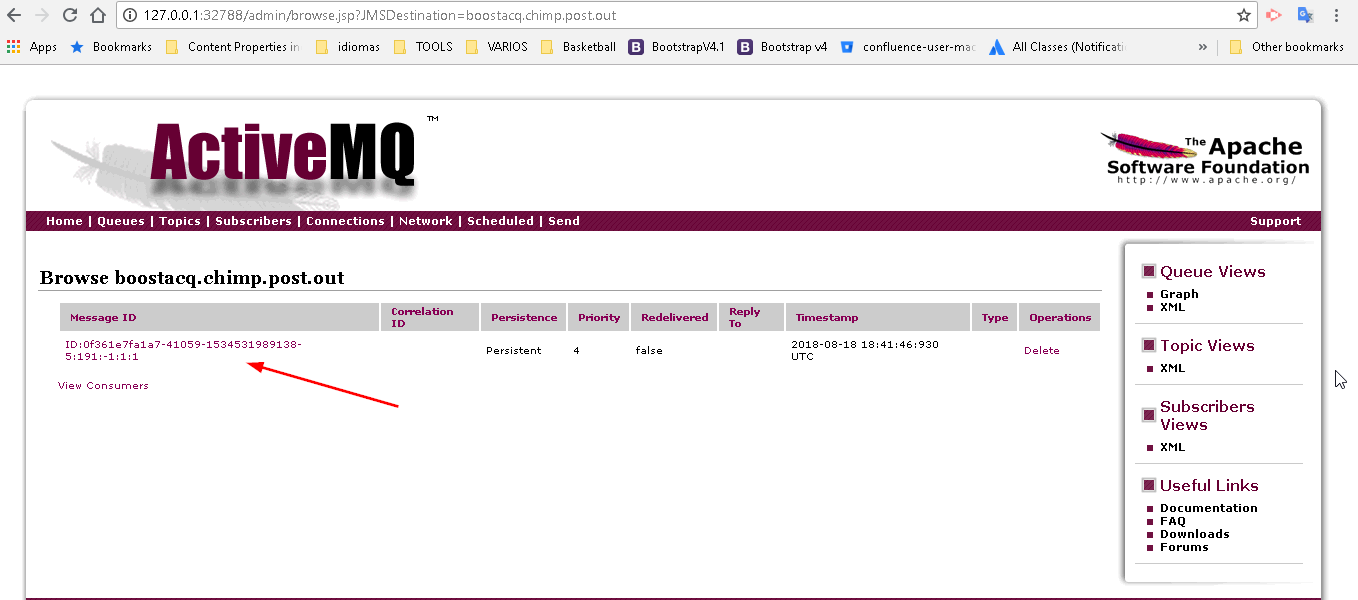 127.0.0.1:32788/admin/browse.jsp?JMSDestination=boostacq.chimp.post.out
Apps Bookmarks Content Properties in idiomas TOOLS VARIOS Basketball B BootstrapV4.1 B Bootstrap v4 confluence-user-mac All Classes (Notificati » Other bookmarks
ActiveMQ ™
The Apache
Software Foundation
http://www.apache.org/
Home | Queues | Topics | Subscribers | Connections | Network | Scheduled | Send Support
Browse boostacq.chimp.post.out
Message ID Correlation ID Persistence Priority Redelivered Reply To Timestamp Type Operations
ID:0f361e7fa1a7-41059-1534531989138-
5:191:-1:1:1 Persistent 4 false 2018-08-18 18:41:46:930
UTC Delete
View Consumers
Queue Views
Graph
XML
Topic Views
XML
Subscribers
Views
XML
Useful Links
Documentation
FAQ
Downloads
Forums